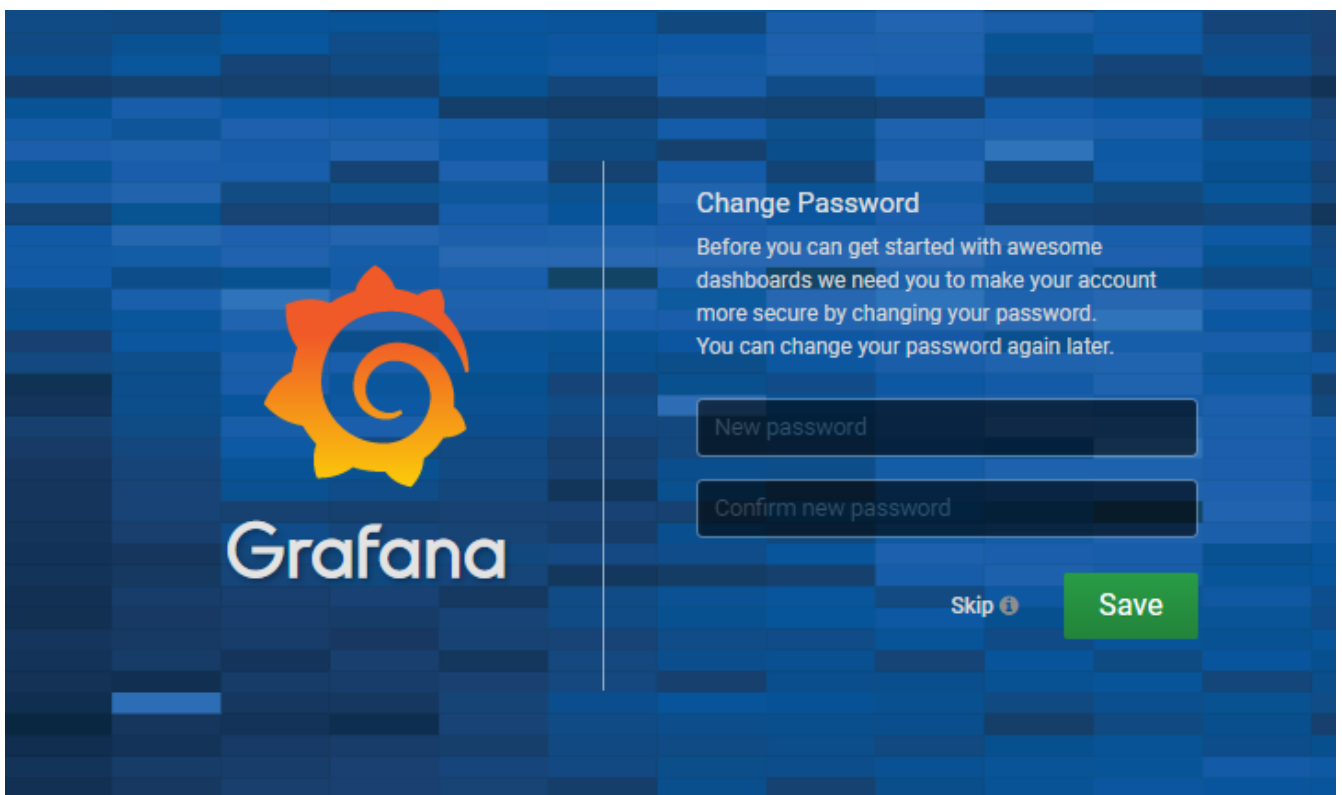 Grafana
Change Password
Before you can get started with awesome
dashboards we need you to make your account
more secure by changing your password.
You can change your password again later.
New password
Confirm new password
Skip
Save